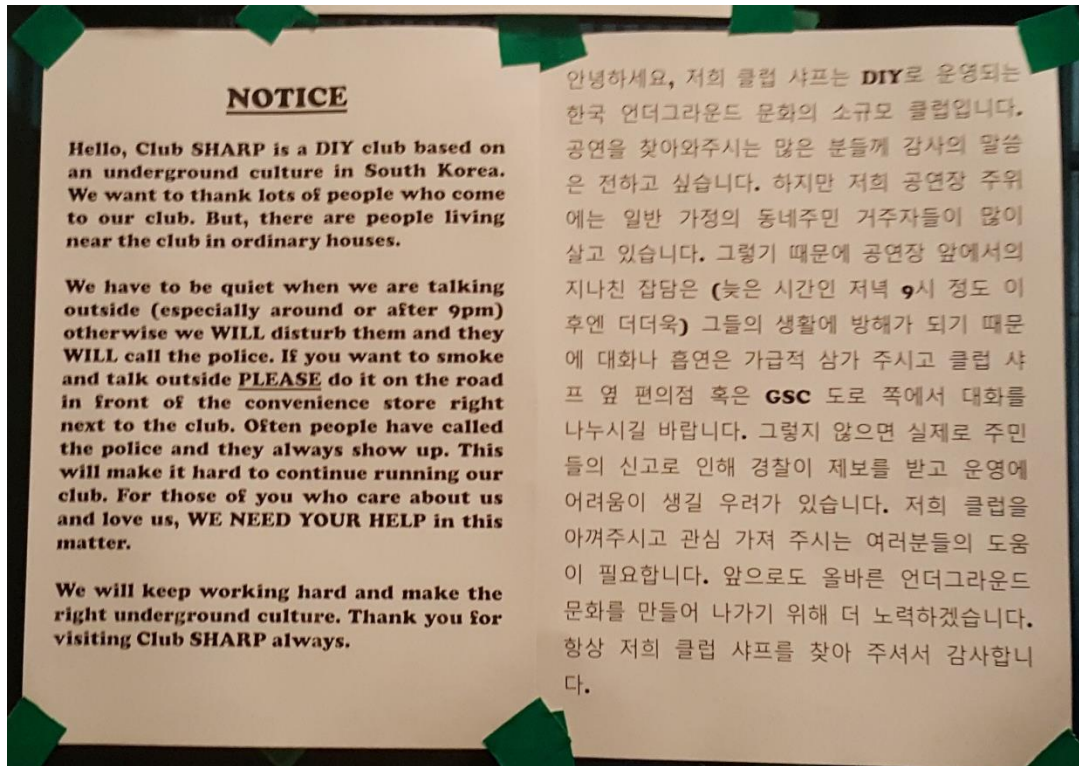 NOTICE
Hello, Club SHARP is a DIY club based on
an underground culture in South Korea.
We want to thank lots of people who come
to our club. But, there are people living
near the club in ordinary houses.
We have to be quiet when we are talking
outside (especially around or after 9pm)
otherwise we WILL disturb them and they
WILL call the police. If you want to smoke
and talk outside PLEASE do it on the road
in front of the convenience store right
next to the club. Often people have called
the police and they always show up. This
will make it hard to continue running our
club. For those of you who care about us
and love us, WE NEED YOUR HELP in this
matter.
We will keep working hard and make the
right underground culture. Thank you for
visiting Club SHARP always.
안녕하세요, 저희 클럽 샤프는 DIY로 운영되는
한국 언더그라운드 문화의 소규모 클럽입니다.
공연을 찾아와주시는 많은 분들께 감사의 말씀
은 전하고 싶습니다. 하지만 저희 공연장 주위
에는 일반 가정의 동네주민 거주자들이 많이
살고 있습니다. 그렇기 때문에 공연장 앞에서의
지나친 잡담은 (늦은 시간인 저녁 9시 정도 이
후엔 더더욱) 그들의 생활에 방해가 되기 때문
에 대화나 흡연은 가급적 삼가 주시고 클럽 샤
프 옆 편의점 혹은 GSC 도로 쪽에서 대화를
나누시길 바랍니다. 그렇지 않으면 실제로 주민
들의 신고로 인해 경찰이 제보를 받고 운영에
어려움이 생길 우려가 있습니다. 저희 클럽을
아껴주시고 관심 가져 주시는 여러분들의 도움
이 필요합니다. 앞으로도 올바른 언더그라운드
문화를 만들어 나가기 위해 더 노력하겠습니다.
항상 저희 클럽 샤프를 찾아 주셔서 감사합니
다.